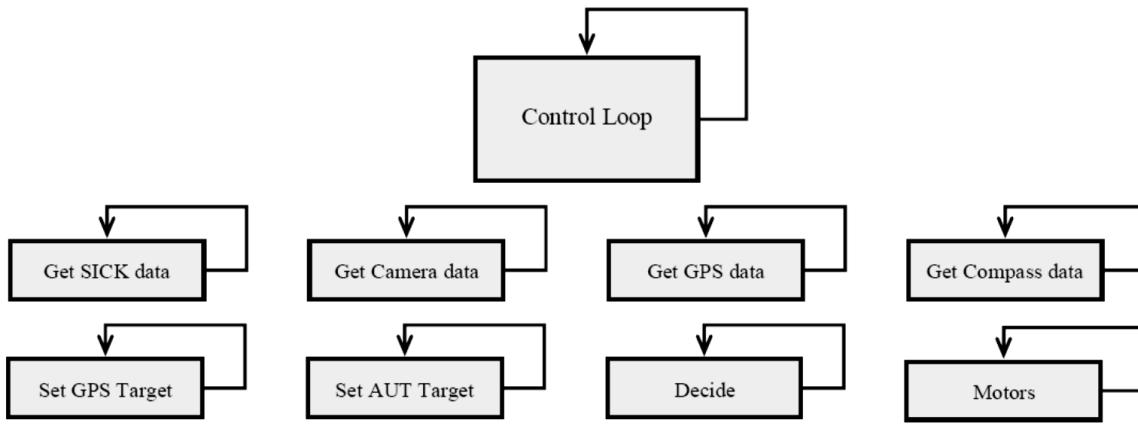 Control Loop
Get SICK data
Get Camera data
Get GPS data
Get Compass data
Set GPS Target
Set AUT Target
Decide
Motors